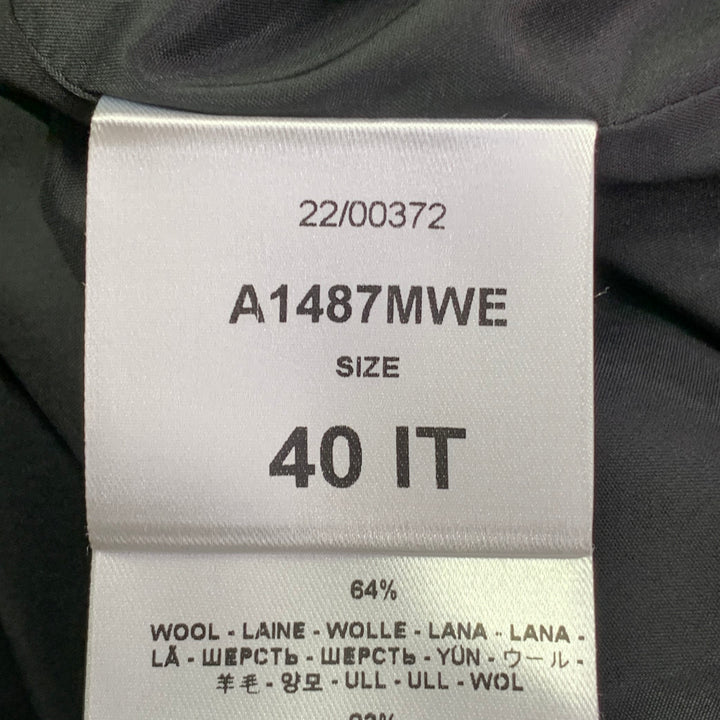 22/00372
A1487MWE
SIZE
40 IT
64%
WOOL - LAINE - WOLLE - LANA - LANA -
LÃ - ШЕРСТЬ - ШЕРСТЬ - YÜN - ウール -
羊毛 - 양모 - ULL - ULL - WOL